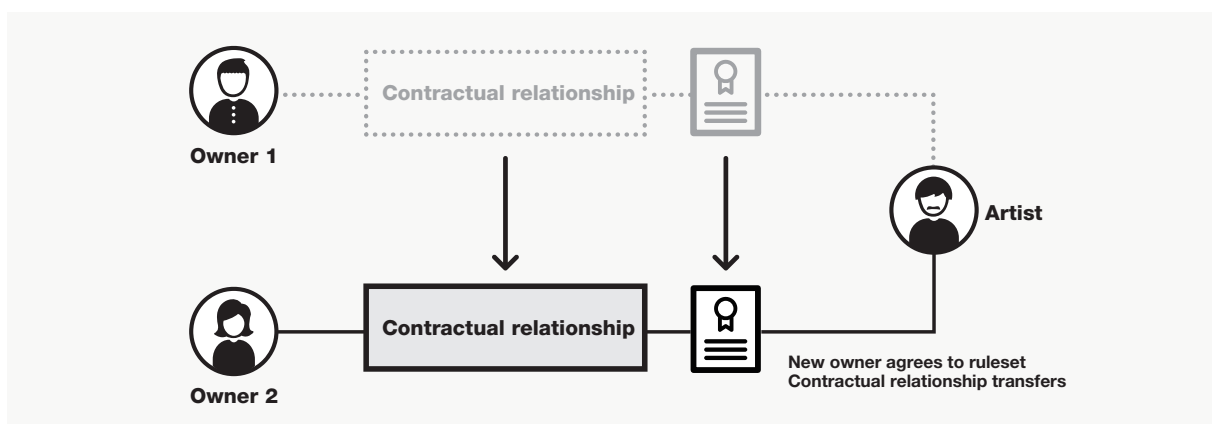 Contractual relationship
Owner 1
Artist
Contractual relationship
New owner agrees to ruleset
Contractual relationship transfers
Owner 2